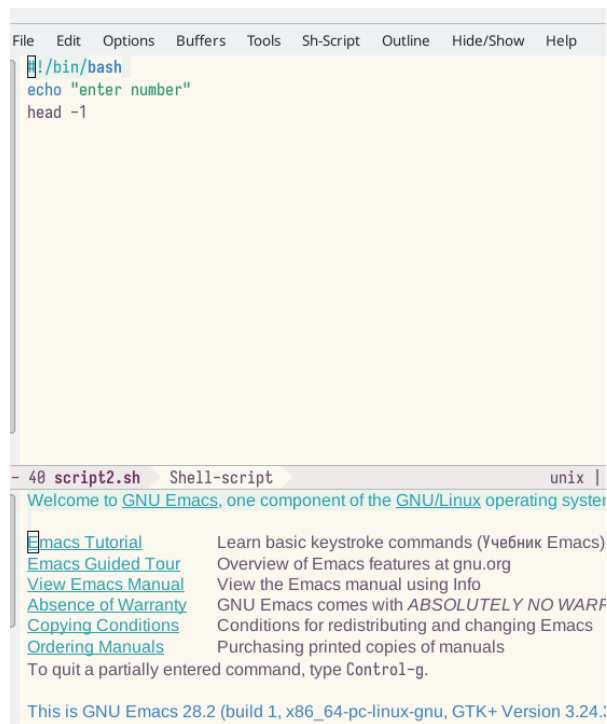 File Edit Options Buffers Tools Sh-Script Outline Hide/Show Help
#!/bin/bash
echo "enter number"
head -1
- 40 script2.sh Shell-script unix |
Welcome to GNU Emacs, one component of the GNU/Linux operating system
Emacs Tutorial Learn basic keystroke commands (Учебник Emacs)
Emacs Guided Tour Overview of Emacs features at gnu.org
View Emacs Manual View the Emacs manual using Info
Absence of Warranty GNU Emacs comes with ABSOLUTELY NO WARR
Copying Conditions Conditions for redistributing and changing Emacs
Ordering Manuals Purchasing printed copies of manuals
To quit a partially entered command, type Control-g.
This is GNU Emacs 28.2 (build 1, x86_64-pc-linux-gnu, GTK+ Version 3.24.